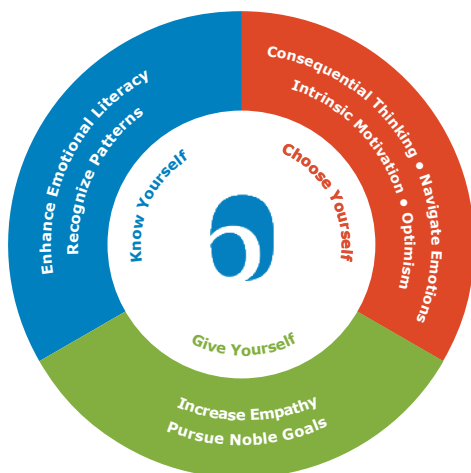 Enhance Emotional Literacy
Recognize Patterns
Know Yourself
Consequential Thinking • Navigate Emotions
Intrinsic Motivation • Optimism
Choose Yourself
Give Yourself
Increase Empathy
Pursue Noble Goals